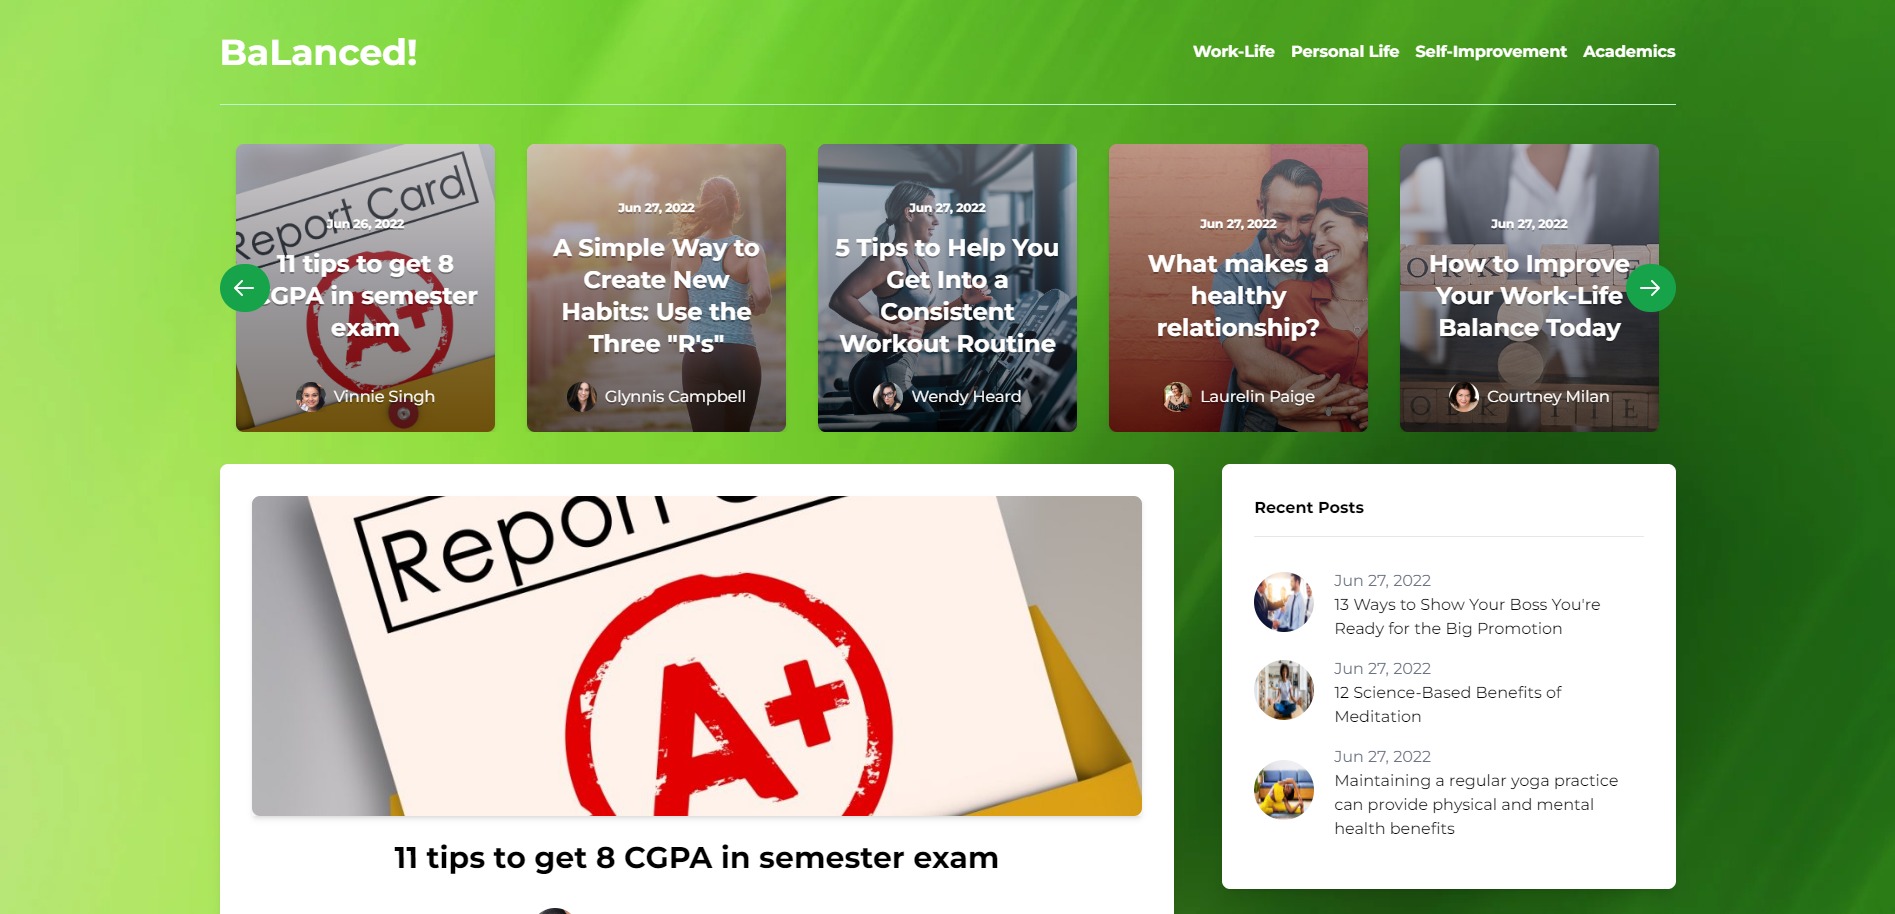 BaLanced!
Work-Life Personal Life Self-Improvement Academics
Report Card
Jun 26, 2022
11 tips to get 8
CGPA in semester
exam
A+
Vinnie Singh
Jun 27, 2022
A Simple Way to
Create New
Habits: Use the
Three "R's"
Glynnis Campbell
Jun 27, 2022
5 Tips to Help You
Get Into a
Consistent
Workout Routine
Wendy Heard
Jun 27, 2022
What makes a
healthy
relationship?
Laurelin Paige
Jun 27, 2022
How to Improve
Your Work-Life
Balance Today
Courtney Milan
Report
A+
11 tips to get 8 CGPA in semester exam
Recent Posts
Jun 27, 2022
13 Ways to Show Your Boss You're
Ready for the Big Promotion
Jun 27, 2022
12 Science-Based Benefits of
Meditation
Jun 27, 2022
Maintaining a regular yoga practice
can provide physical and mental
health benefits